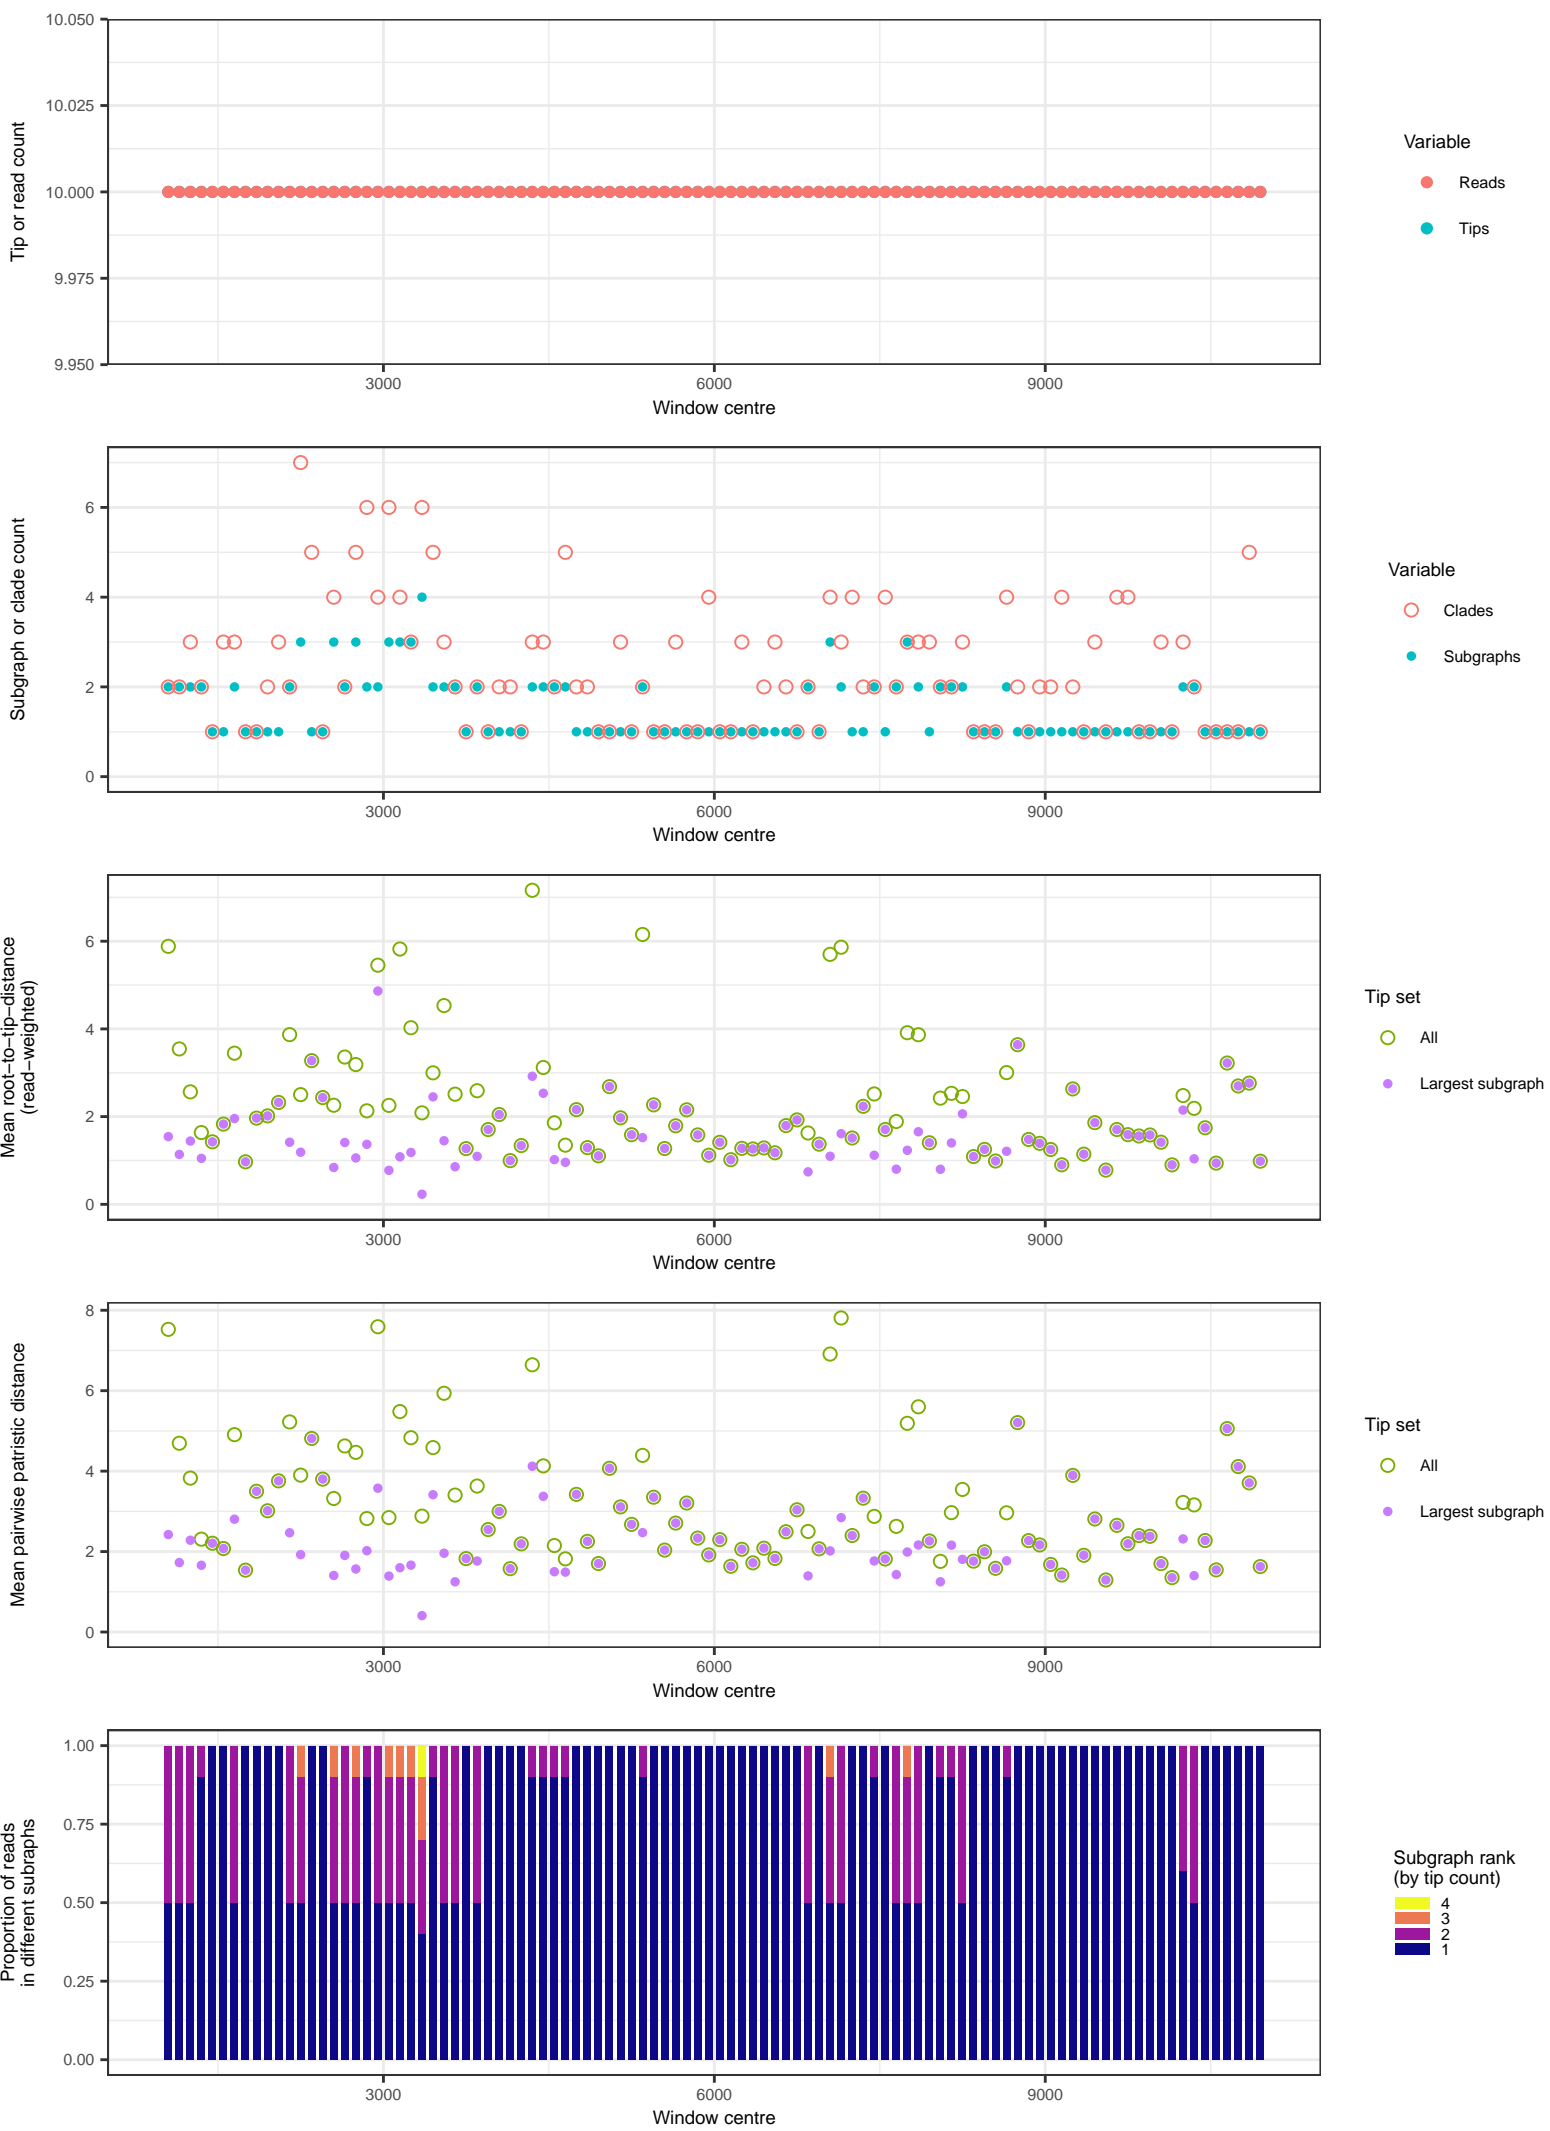 10.050
10.025
10.000
9.975
9.950
Tip or read count
3000 6000 9000
Window centre
Variable
Reads
Tips
6
4
2
0
Subgraph or clade count
3000 6000 9000
Window centre
Variable
Clades
Subgraphs
6
4
2
0
Mean root−to−tip−distance
(read−weighted)
3000 6000 9000
Window centre
Tip set
All
Largest subgraph
8
6
4
2
0
Mean pairwise patristic distance
3000 6000 9000
Window centre
Tip set
All
Largest subgraph
1.00
0.75
0.50
0.25
0.00
Proportion of reads
in different subraphs
3000 6000 9000
Window centre
Subgraph rank
(by tip count)
4
3
2
1